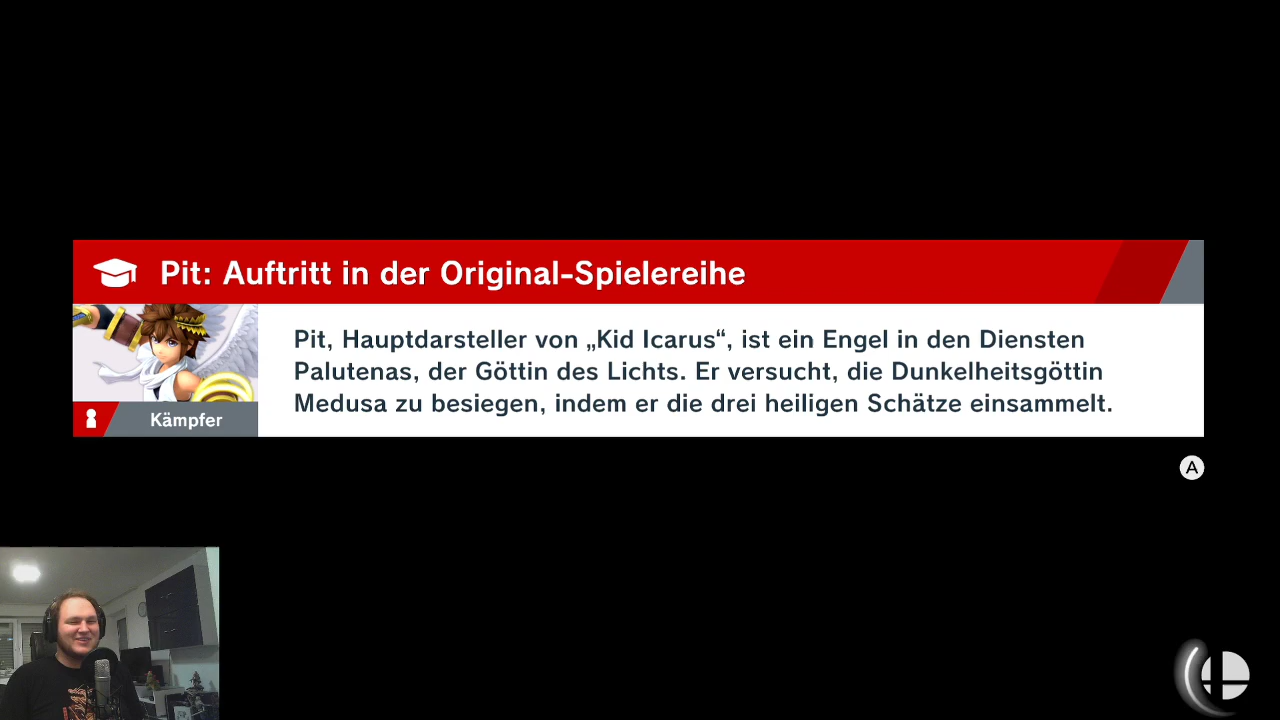 Pit: Auftritt in der Original-Spielereihe
Pit, Hauptdarsteller von „Kid Icarus“, ist ein Engel in den Diensten
Palutenas, der Göttin des Lichts. Er versucht, die Dunkelheitsgöttin
Medusa zu besiegen, indem er die drei heiligen Schätze einsammelt.
Kämpfer
A